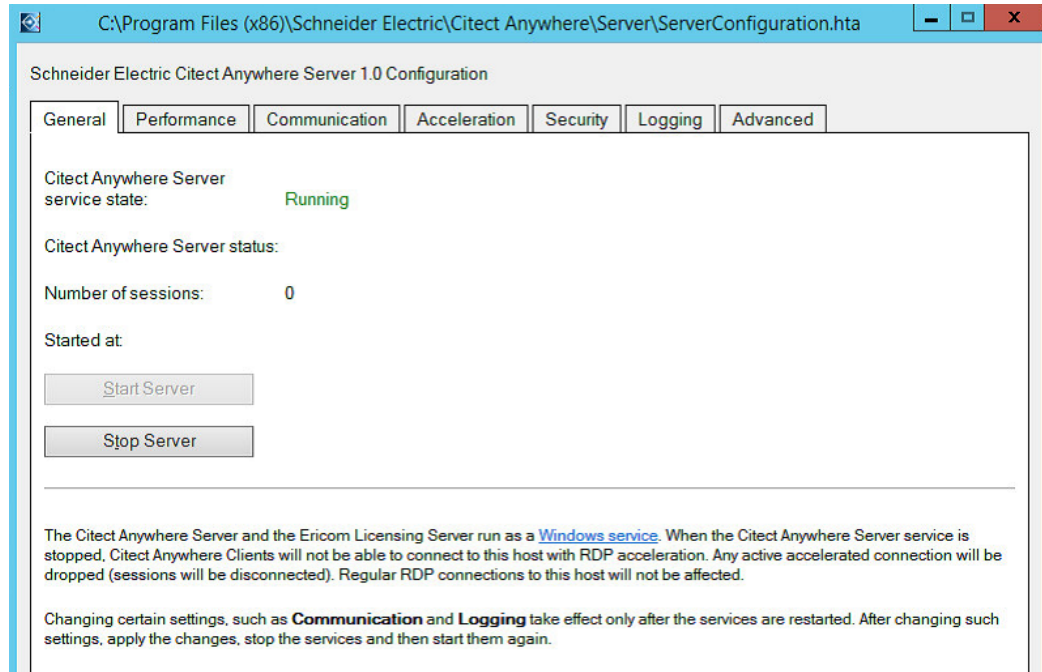 C:\Program Files (x86)\Schneider Electric\Citect Anywhere\Server\ServerConfiguration.hta
Schneider Electric Citect Anywhere Server 1.0 Configuration
General Performance Communication Acceleration Security Logging Advanced
Citect Anywhere Server
service state: Running
Citect Anywhere Server status:
Number of sessions: 0
Started at:
Start Server
Stop Server
The Citect Anywhere Server and the Ericom Licensing Server run as a Windows service. When the Citect Anywhere Server service is
stopped, Citect Anywhere Clients will not be able to connect to this host with RDP acceleration. Any active accelerated connection will be
dropped (sessions will be disconnected). Regular RDP connections to this host will not be affected.
Changing certain settings, such as Communication and Logging take effect only after the services are restarted. After changing such
settings, apply the changes, stop the services and then start them again.